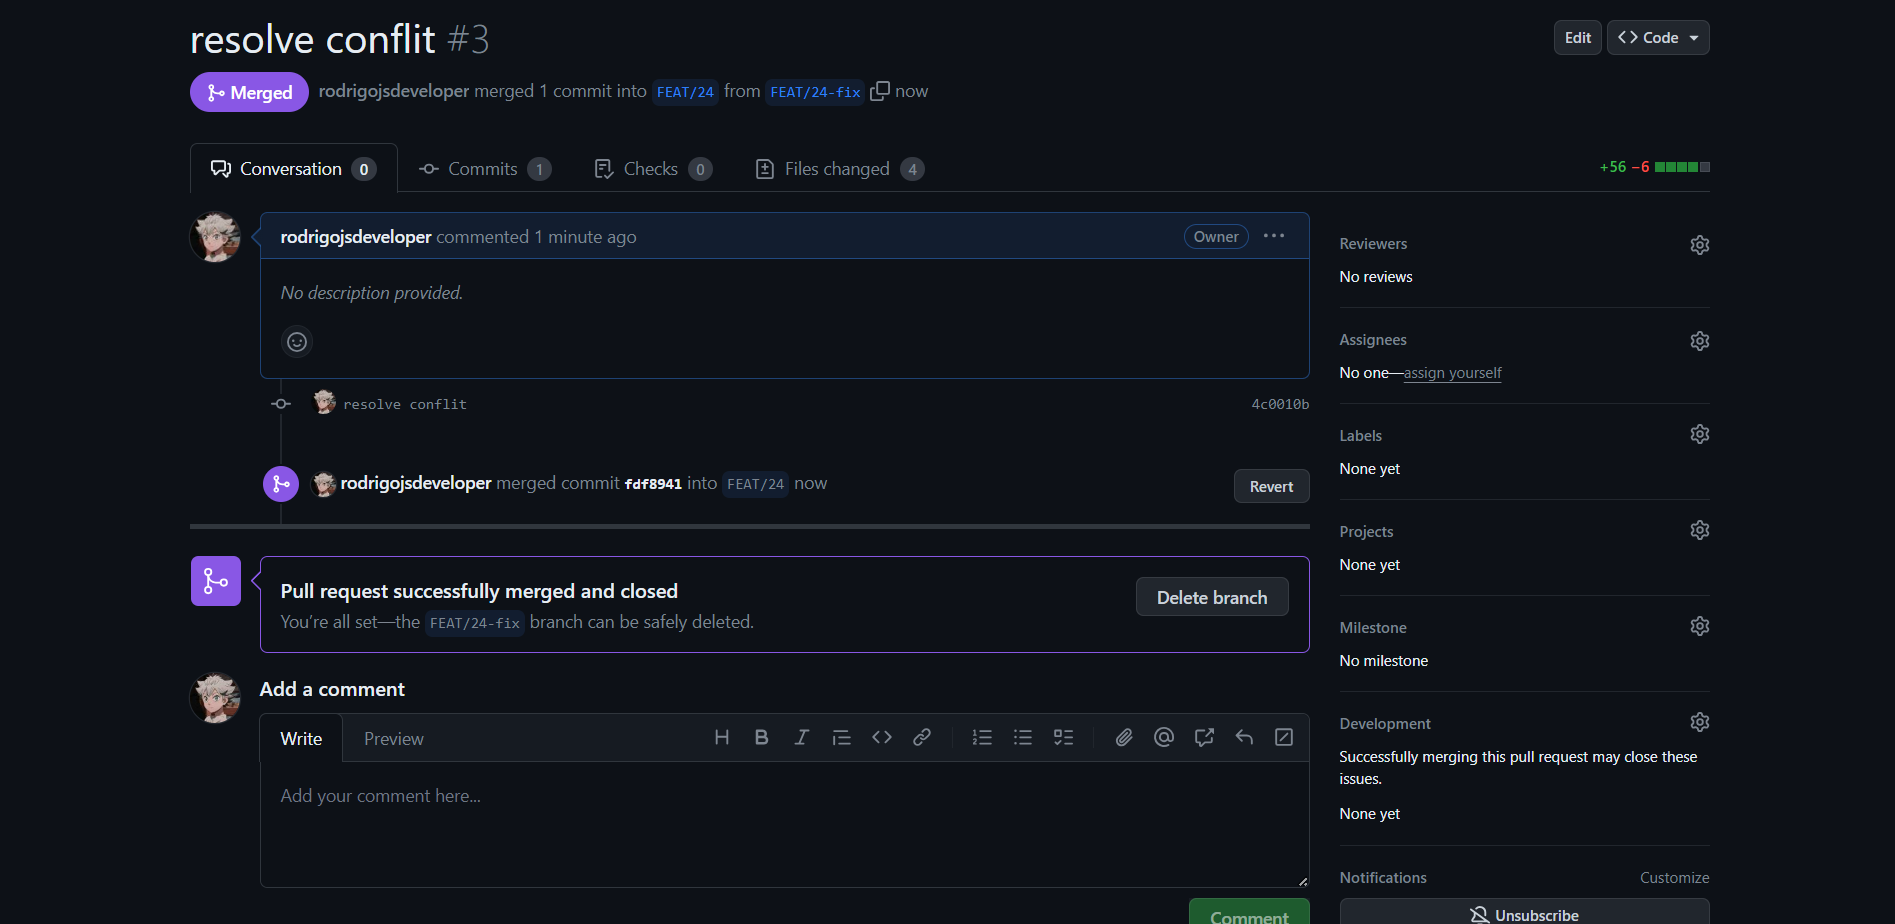 resolve conflit #3
Edit
Code
Merged
rodrigojsdeveloper merged 1 commit into FEAT/24 from FEAT/24-fix now
Conversation 0
Commits 1
Checks 0
Files changed 4
+56 −6
rodrigojsdeveloper commented 1 minute ago
Owner
No description provided.
resolve conflit
4c0010b
rodrigojsdeveloper merged commit fdf8941 into FEAT/24 now
Revert
Pull request successfully merged and closed
You're all set—the FEAT/24-fix branch can be safely deleted.
Delete branch
Add a comment
Write
Preview
Add your comment here...
Comment
Reviewers
No reviews
Assignees
No one—assign yourself
Labels
None yet
Projects
None yet
Milestone
No milestone
Development
Successfully merging this pull request may close these
issues.
None yet
Notifications
Customize
Unsubscribe